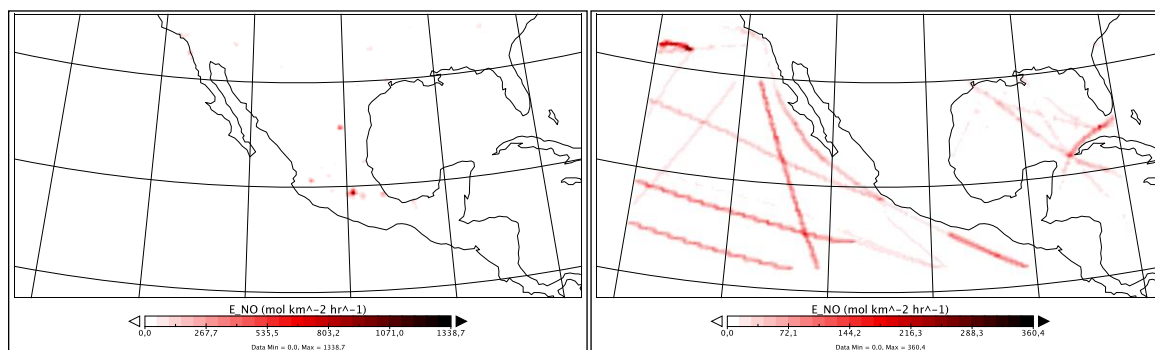 E_NO (mol km^−2 hr^−1)
0,0 267,7 535,5 803,2 1071,0 1338,7
Data Min = 0,0, Max = 1338,7
E_NO (mol km^−2 hr^−1)
0,0 72,1 144,2 216,3 288,3 360,4
Data Min = 0,0, Max = 360,4